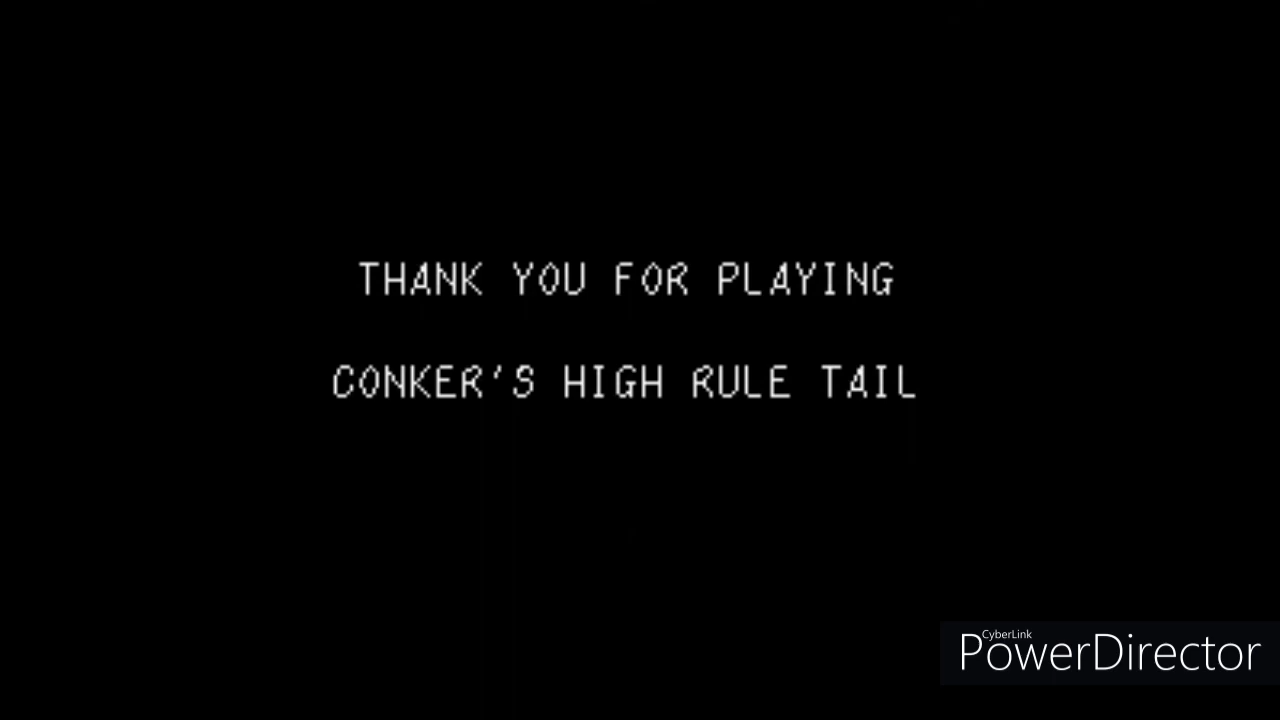 THANK YOU FOR PLAYING
CONKER'S HIGH RULE TAIL
CyberLink
PowerDirector